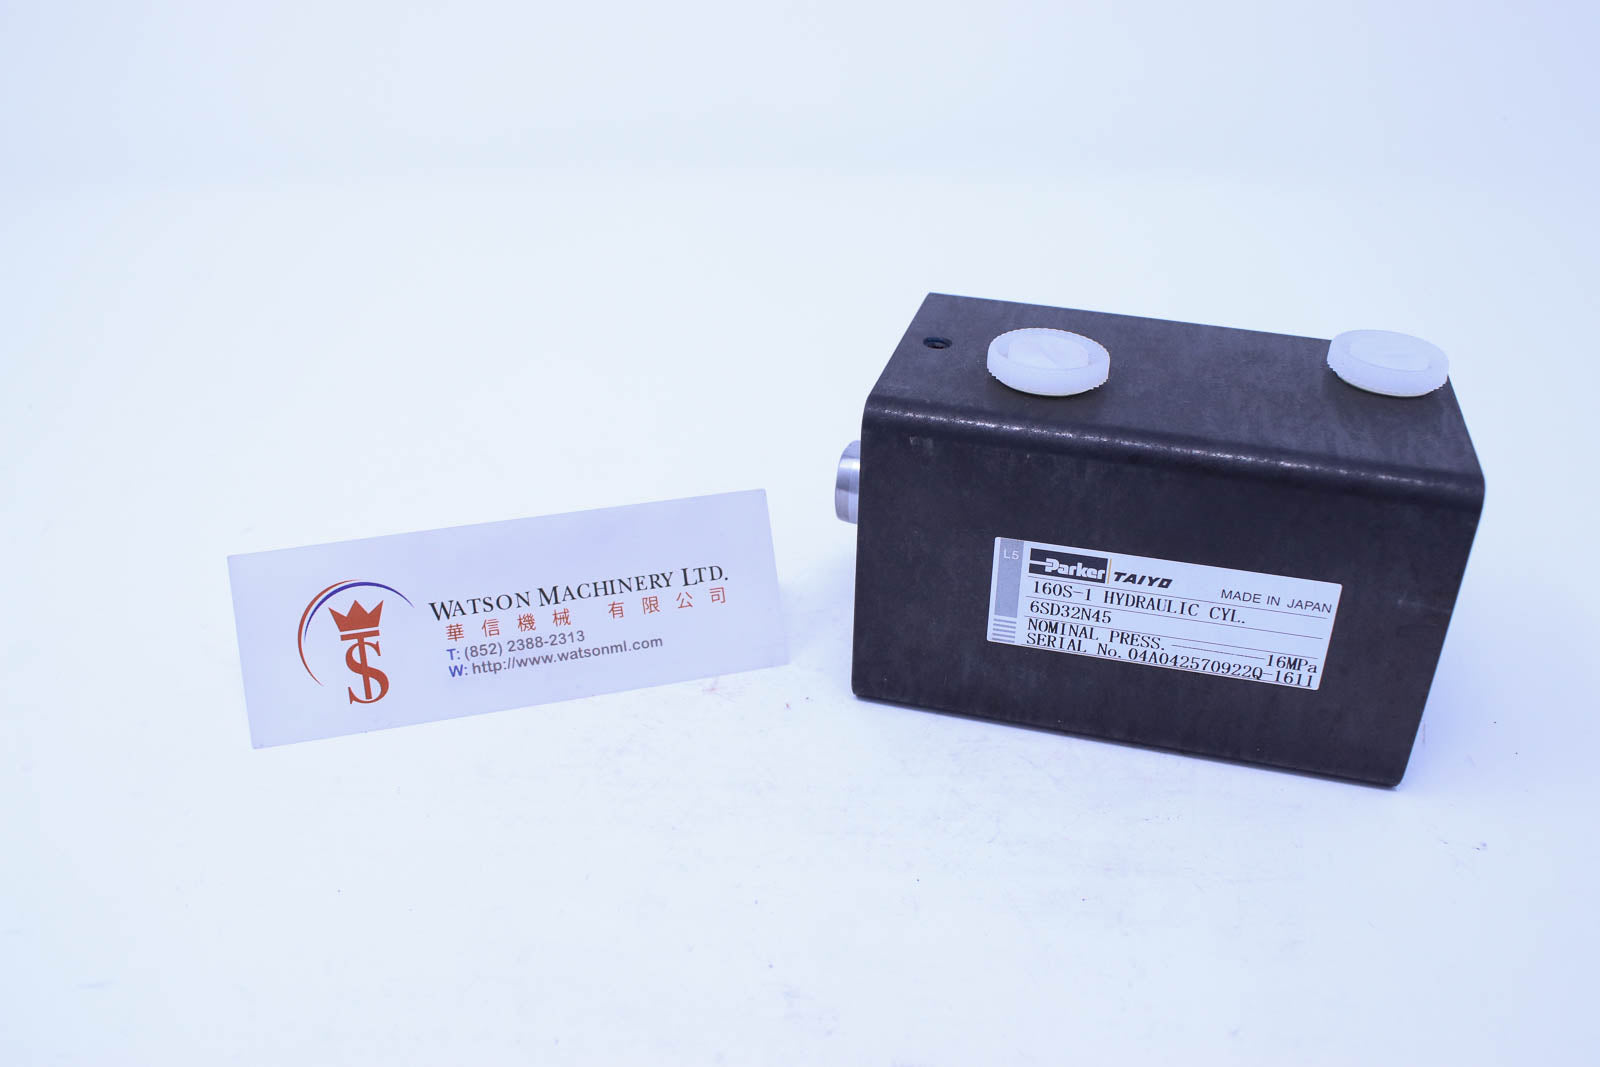 WATSON MACHINERY LTD.
華信機械 有限公司
T: (852) 2388-2313
W: http://www.watsonml.com
TS
L5
Parker TAIYO
MADE IN JAPAN
160S-1 HYDRAULIC CYL.
6SD32N45
NOMINAL PRESS. 16MPa
SERIAL No. 04A042570922Q-1611